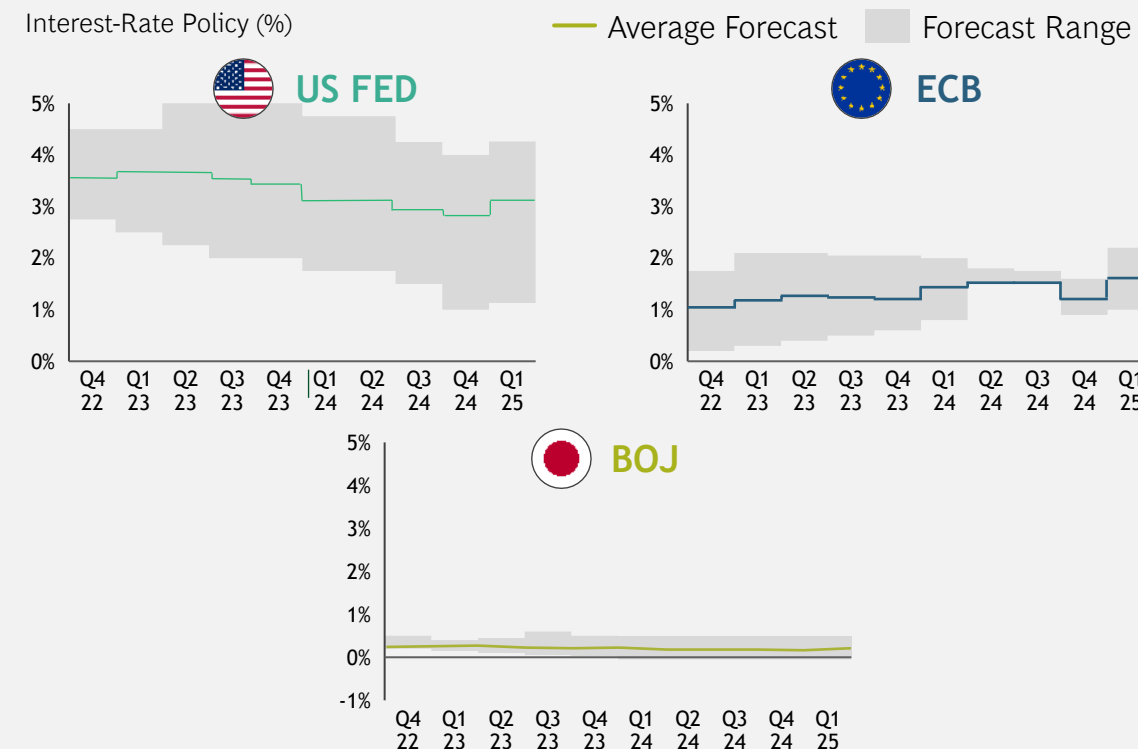 Interest-Rate Policy (%)
Average Forecast Forecast Range
US FED
5%
4%
3%
2%
1%
0%
Q4 Q1 Q2 Q3 Q4 Q1 Q2 Q3 Q4 Q1
22 23 23 23 23 24 24 24 24 25
ECB
5%
4%
3%
2%
1%
0%
Q4 Q1 Q2 Q3 Q4 Q1 Q2 Q3 Q4 Q1
22 23 23 23 23 24 24 24 24 25
BOJ
5%
4%
3%
2%
1%
0%
-1%
Q4 Q1 Q2 Q3 Q4 Q1 Q2 Q3 Q4 Q1
22 23 23 23 23 24 24 24 24 25